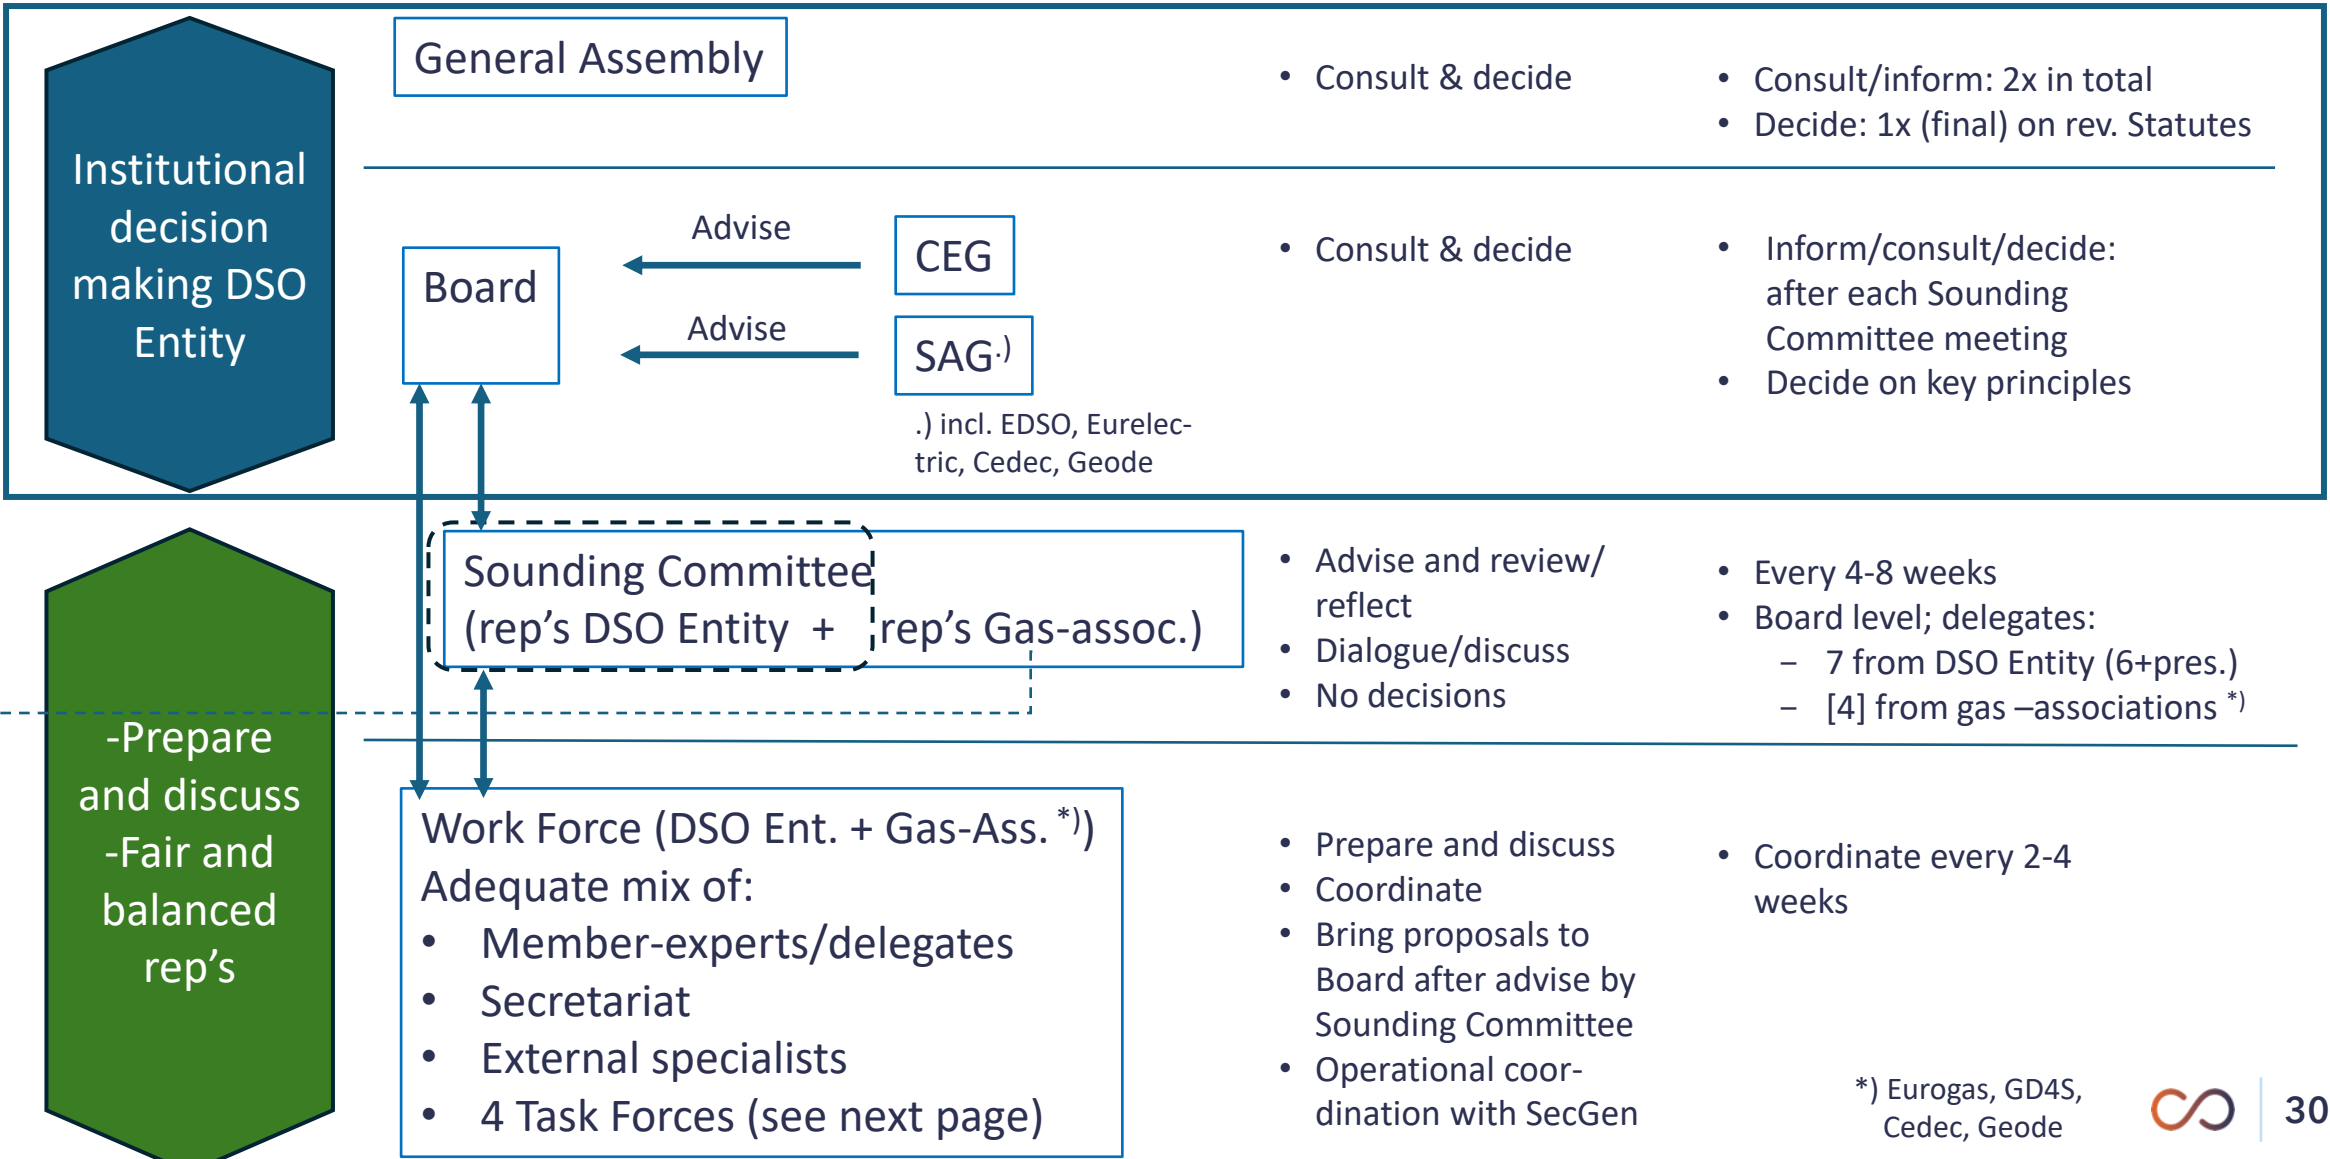 Institutional
decision
making DSO
Entity
General Assembly
• Consult & decide
• Consult/inform: 2x in total
• Decide: 1x (final) on rev. Statutes
Board
Advise
CEG
Advise
SAG.)
.) incl. EDSO, Eurelec-
tric, Cedec, Geode
• Consult & decide
• Inform/consult/decide:
after each Sounding
Committee meeting
• Decide on key principles
-Prepare
and discuss
-Fair and
balanced
rep’s
Sounding Committee
(rep’s DSO Entity + rep’s Gas-assoc.)
• Advise and review/
reflect
• Dialogue/discuss
• No decisions
• Every 4-8 weeks
• Board level; delegates:
− 7 from DSO Entity (6+pres.)
− [4] from gas –associations *)
Work Force (DSO Ent. + Gas-Ass. *))
Adequate mix of:
• Member-experts/delegates
• Secretariat
• External specialists
• 4 Task Forces (see next page)
• Prepare and discuss
• Coordinate
• Bring proposals to
Board after advise by
Sounding Committee
• Operational coor-
dination with SecGen
• Coordinate every 2-4
weeks
*) Eurogas, GD4S,
Cedec, Geode
30